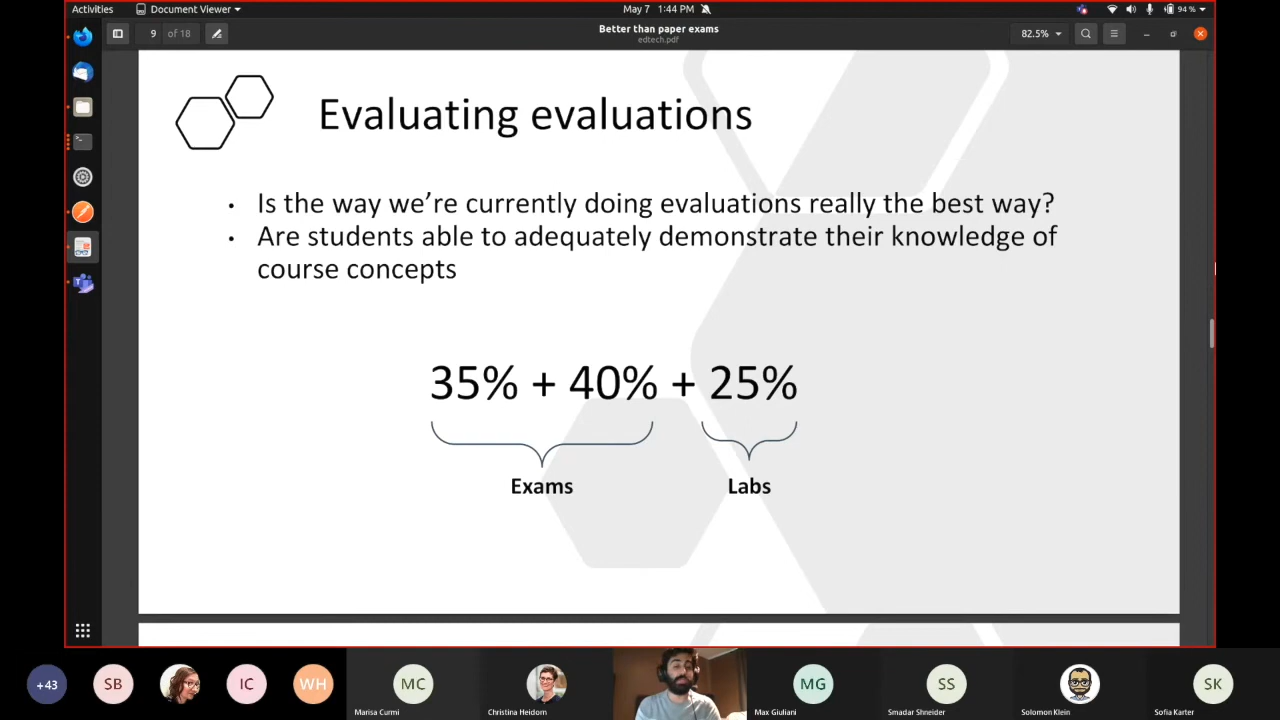 Activities
Document Viewer
May 7 1:44 PM
94 %
9 of 18
Better than paper exams
edtech.pdf
82.5%
Evaluating evaluations
• Is the way we're currently doing evaluations really the best way?
• Are students able to adequately demonstrate their knowledge of
course concepts
35% + 40% + 25%
Exams
Labs
+43
SB
IC
WH
MC
MG
SS
SK
Marisa Curmi
Christina Heidorn
Max Giuliani
Smadar Shneider
Solomon Klein
Sofia Karter